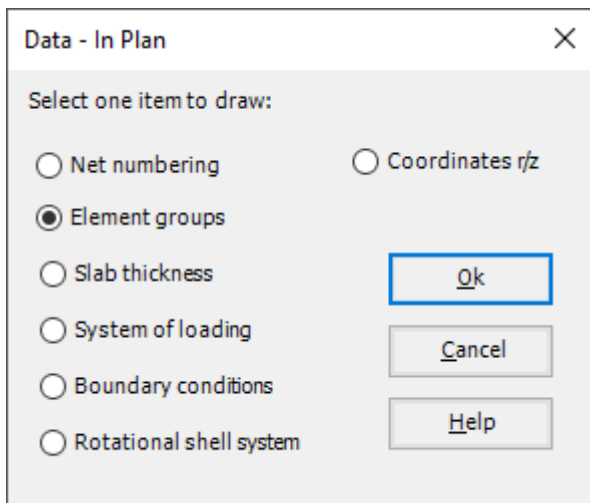 Data - In Plan
Select one item to draw:
Net numbering
Coordinates r/z
Element groups
Slab thickness
System of loading
Boundary conditions
Rotational shell system
Ok
Cancel
Help